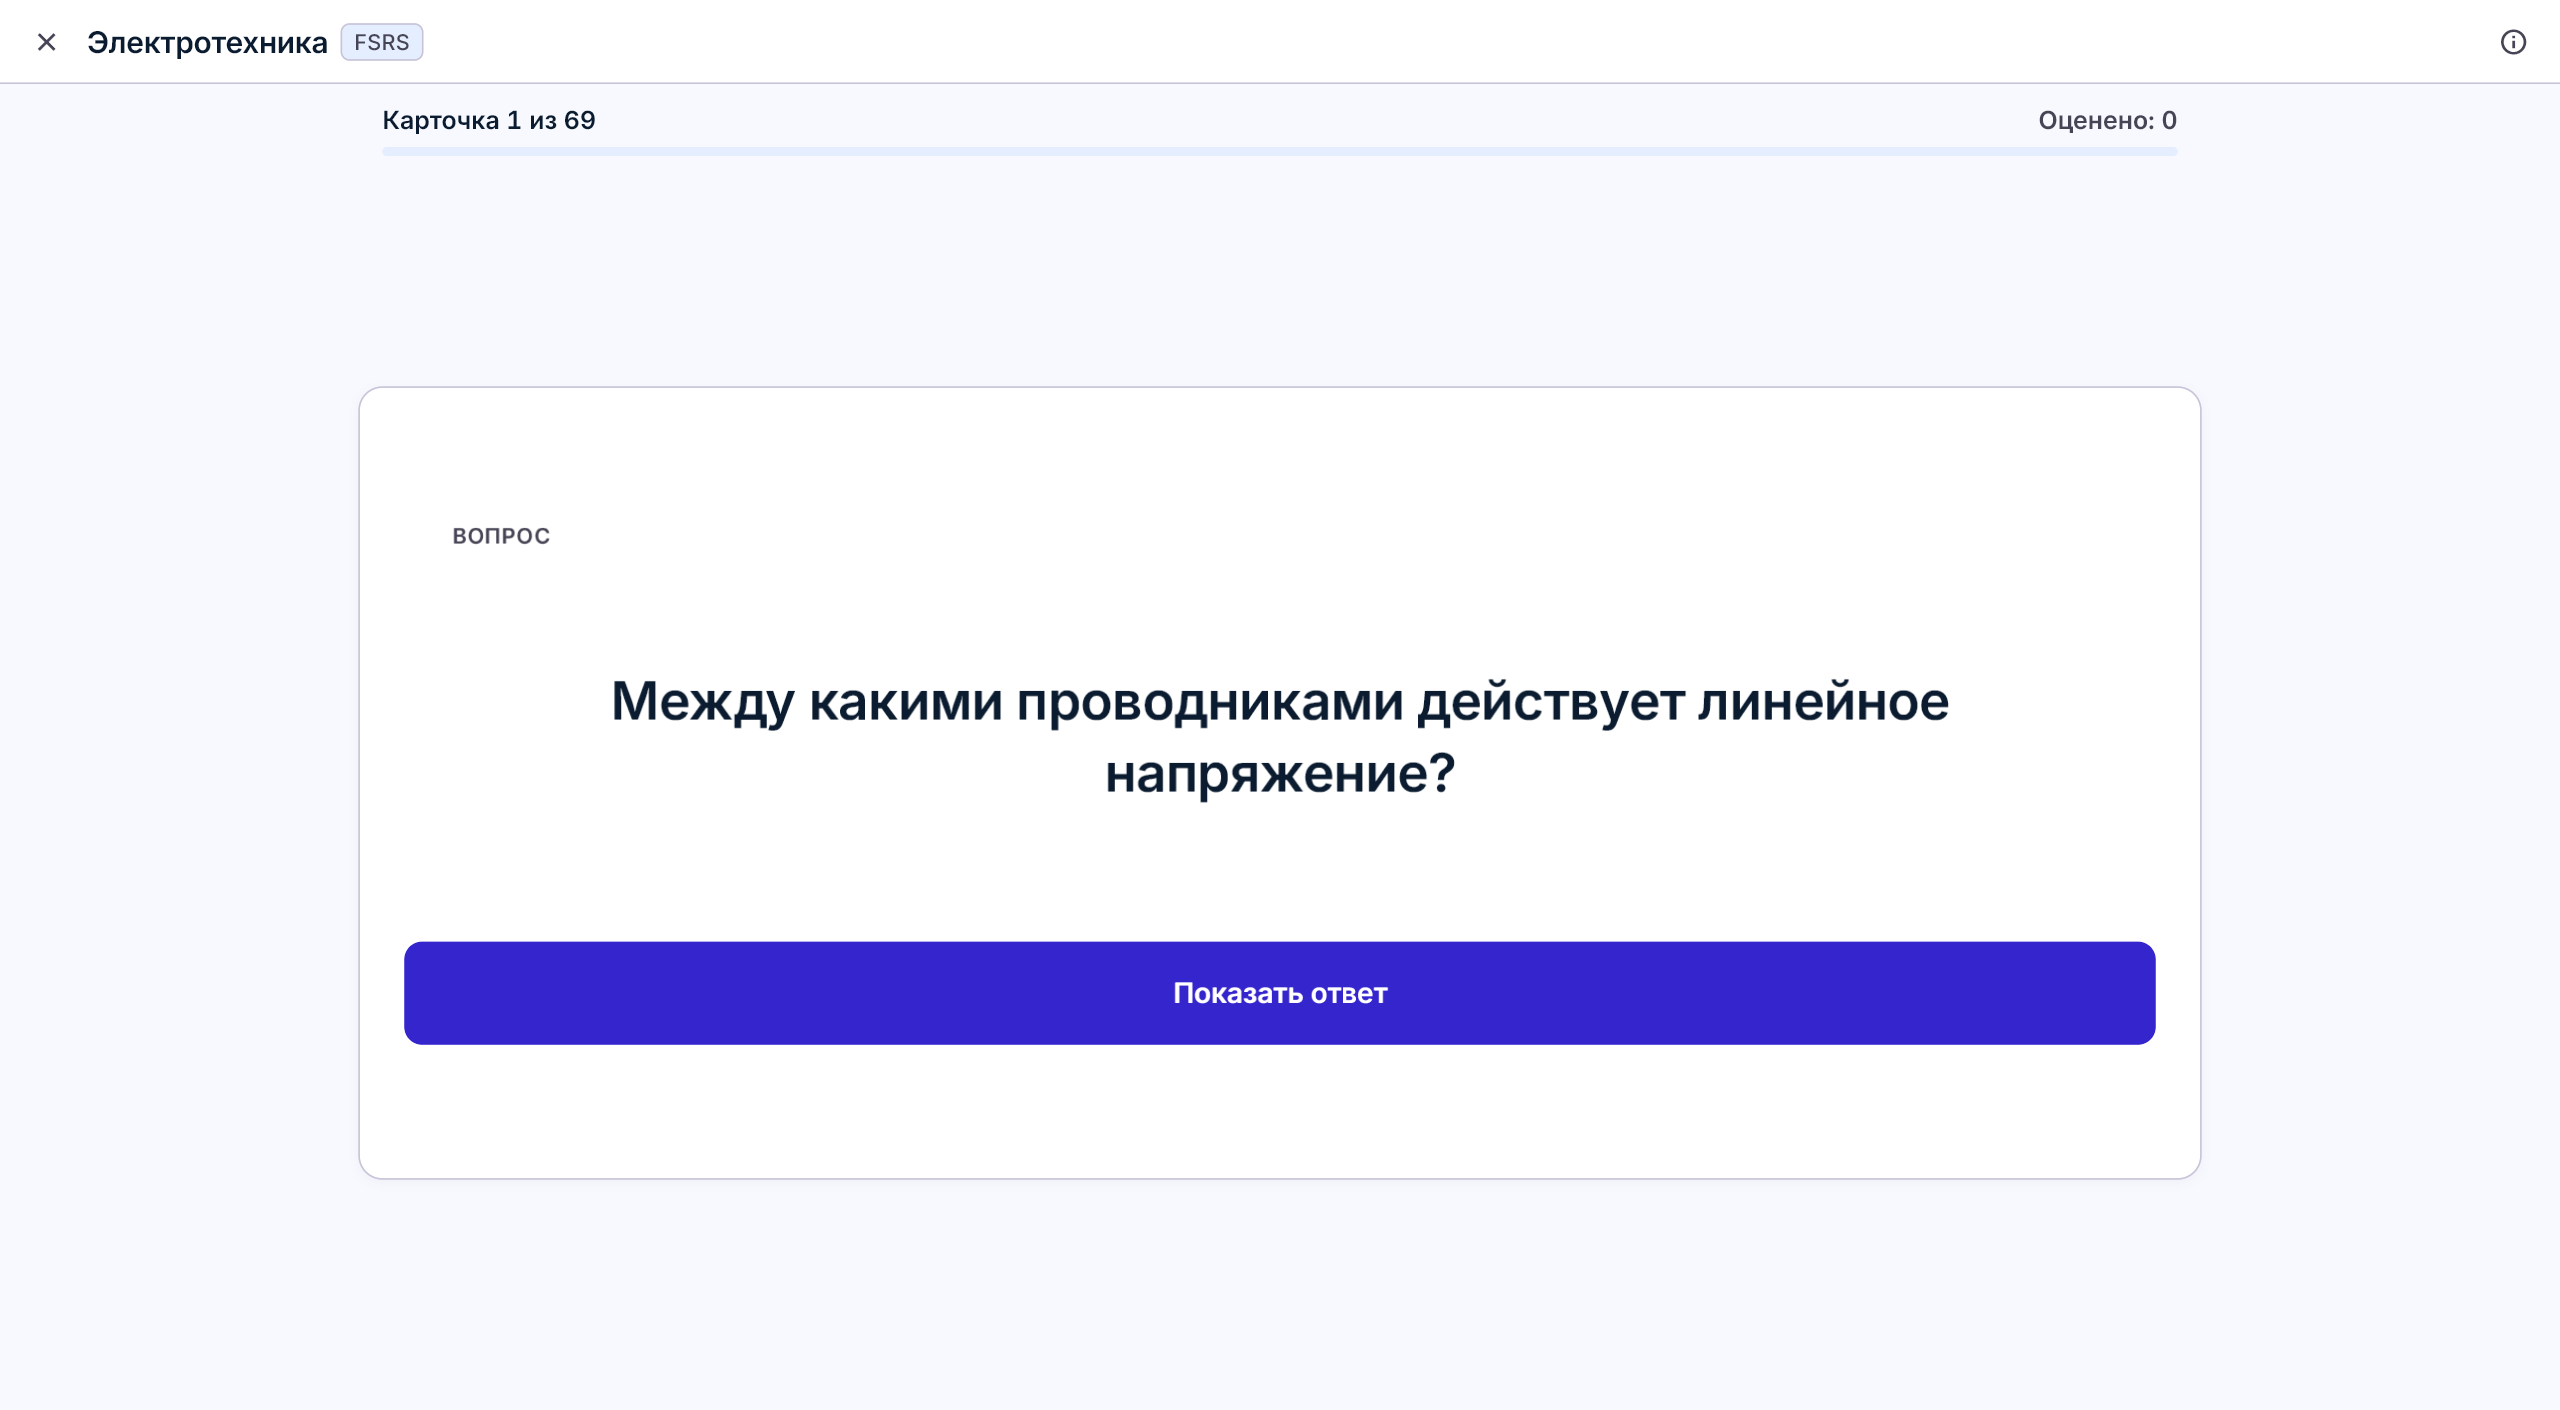 Электротехника FSRS
Карточка 1 из 69
Оценено: 0
ВОПРОС
Между какими проводниками действует линейное
напряжение?
Показать ответ